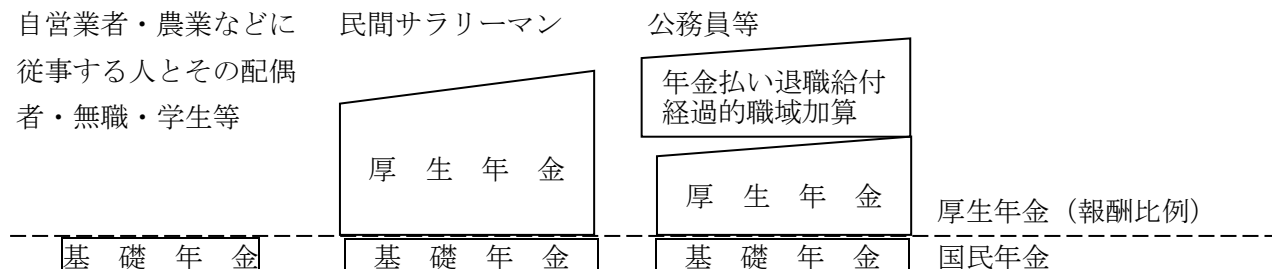 自営業者・農業などに
従事する人とその配偶
者・無職・学生等
民間サラリーマン
公務員等
年金払い退職給付
経過的職域加算
厚生年金
厚生年金
厚生年金（報酬比例）
基礎年金
基礎年金
基礎年金
国民年金